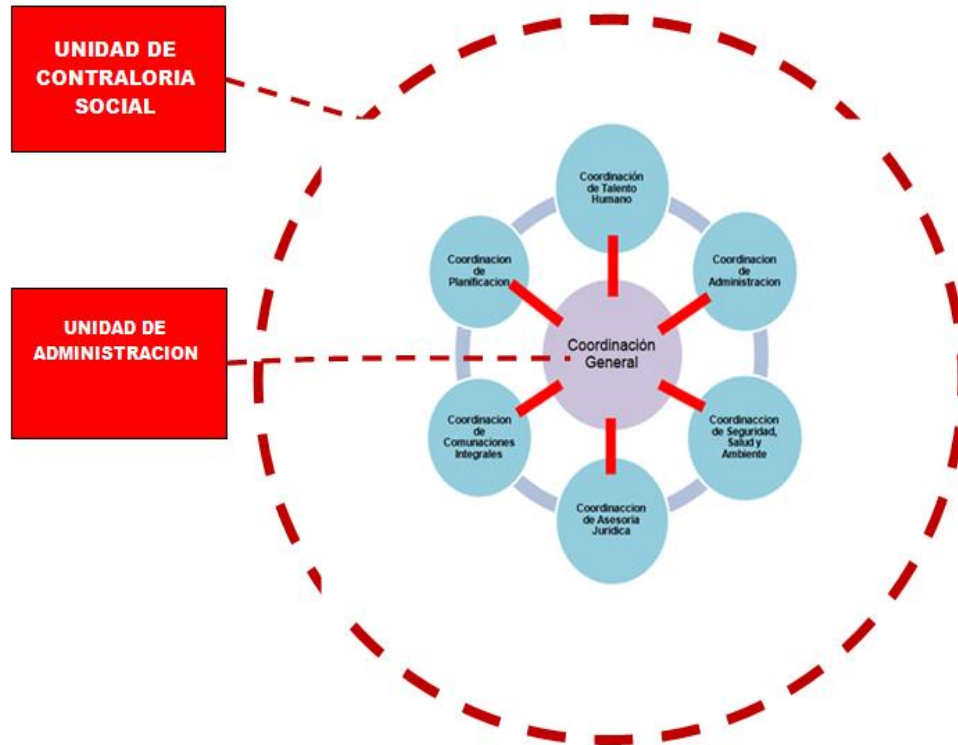 UNIDAD DE
CONTRALORIA
SOCIAL
UNIDAD DE
ADMINISTRACION
Coordinación
de Talento
Humano
Coordinacion
de
Planificacion
Coordinacion
de
Administracion
Coordinación
General
Coordinacion
de
Comunaciones
Integrales
Coordinaccion
de Seguridad,
Salud y
Ambiente
Coordinaccion
de Asesoria
Juridica